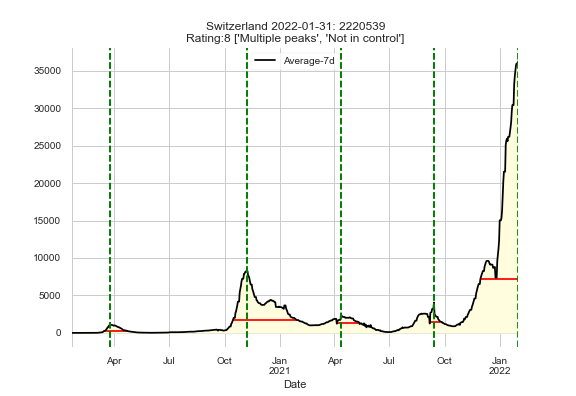 Switzerland 2022-01-31: 2220539
Rating:8 ['Multiple peaks', 'Not in control']
Average-7d
35000
30000
25000
20000
15000
10000
5000
0
Apr
Jul
Oct
Jan
2021
Apr
Jul
Oct
Jan
2022
Date